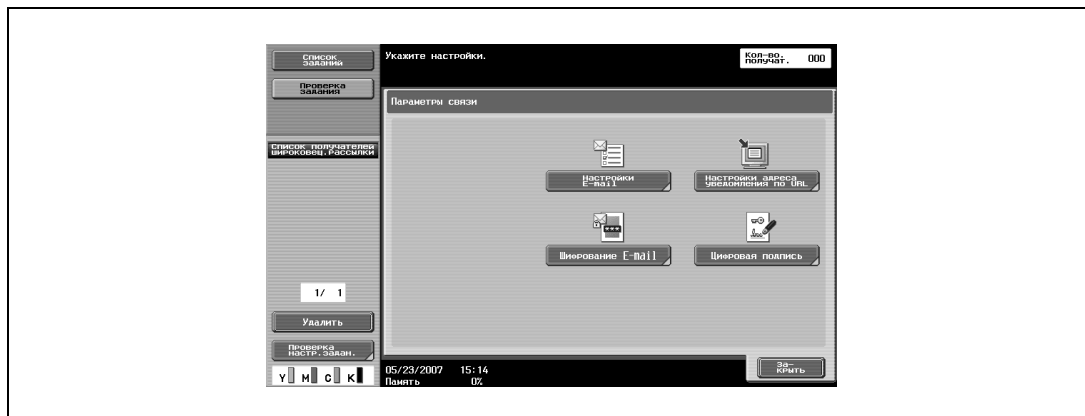 Список
заданий
Проверка
задания
Список получателей
широковец.рассылки
1/ 1
Удалить
Проверка
настр.задан.
Y M C K
Укажите настройки.
Кол-во.
получат. 000
Параметры связи
Настройки
E-mail
Настройки адреса
уведомления по URL
Шифрование E-mail
Цифровая подпись
05/23/2007 15:14
Память 0%
За-
крыть